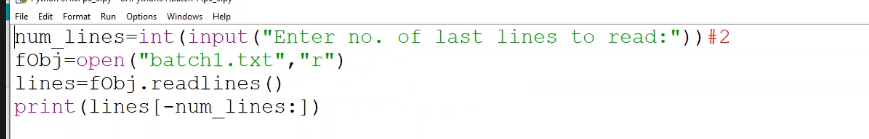 File Edit Format Run Options Windows Help
num_lines=int(input("Enter no. of last lines to read:"))#2
fObj=open("batch1.txt","r")
lines=fObj.readlines()
print(lines[-num_lines:])